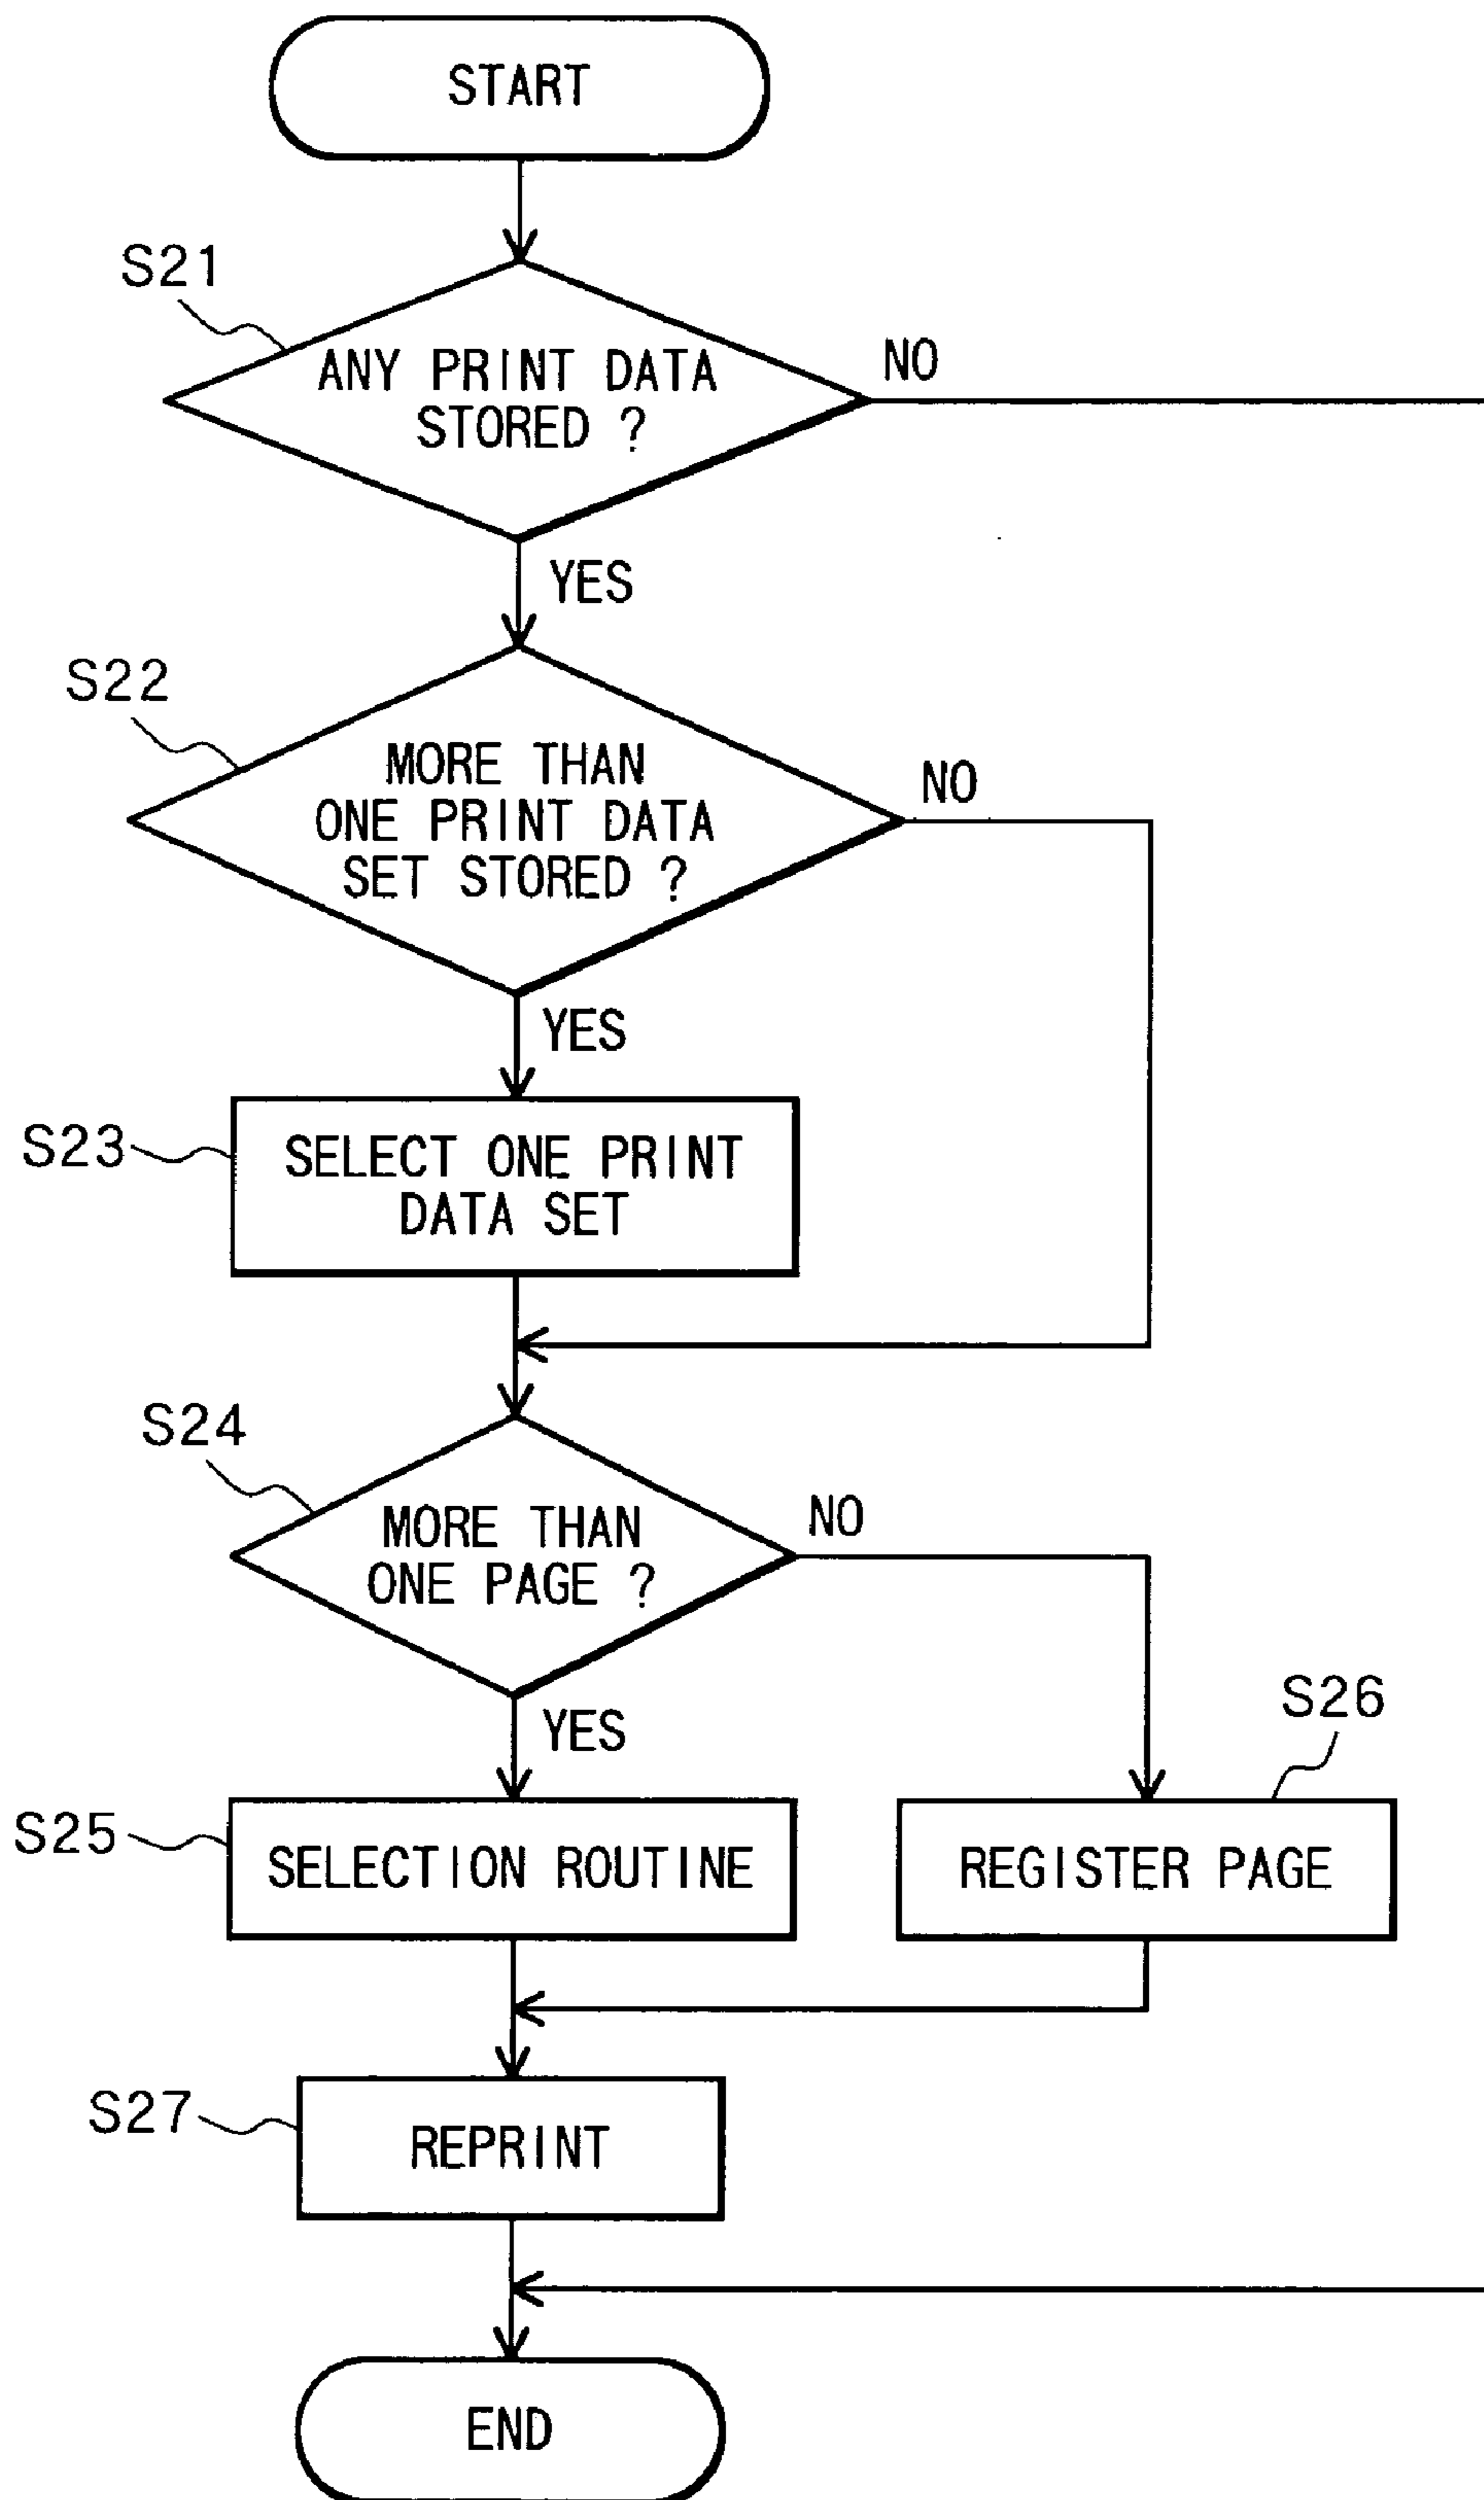 START
S21
ANY PRINT DATA
STORED ?
NO
YES
S22
MORE THAN
ONE PRINT DATA
SET STORED ?
NO
YES
S23
SELECT ONE PRINT
DATA SET
S24
MORE THAN
ONE PAGE ?
NO
YES
S26
S25
SELECTION ROUTINE
REGISTER PAGE
S27
REPRINT
END